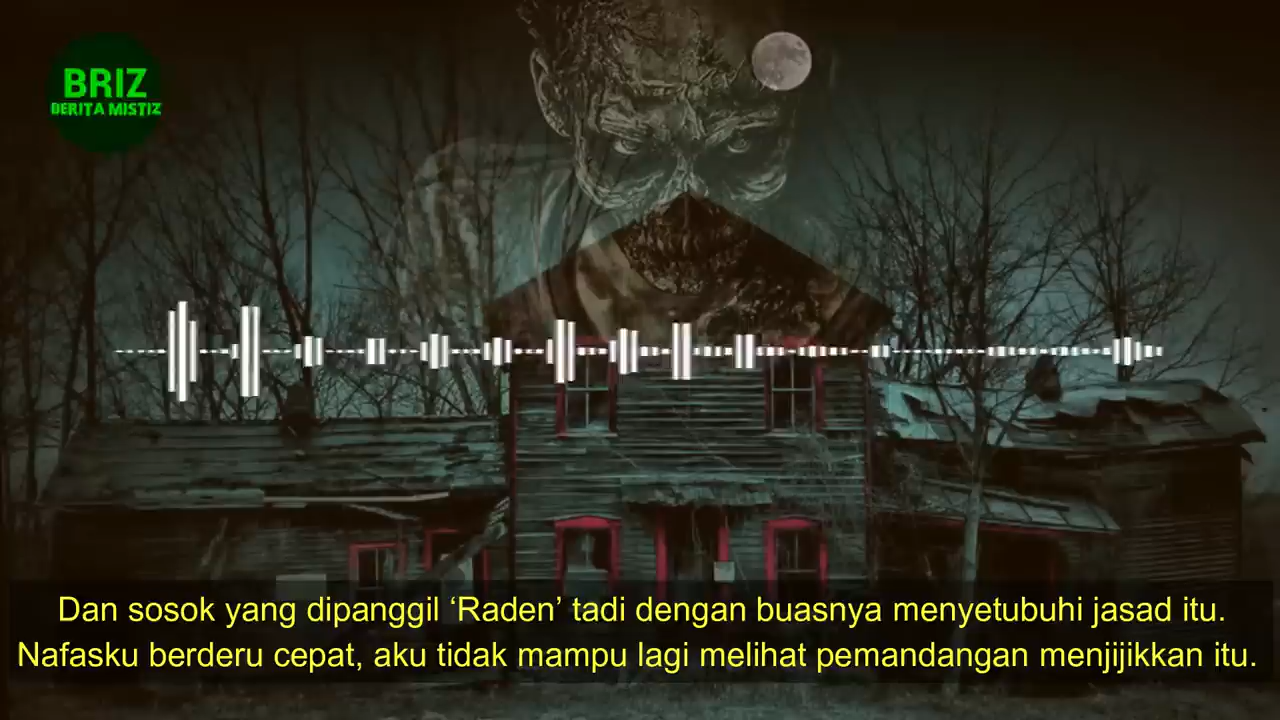 BRIZ
BERITA MISTIZ
Dan sosok yang dipanggil ‘Raden’ tadi dengan buasnya menyetubuhi jasad itu.
Nafasku berderu cepat, aku tidak mampu lagi melihat pemandangan menjijikkan itu.